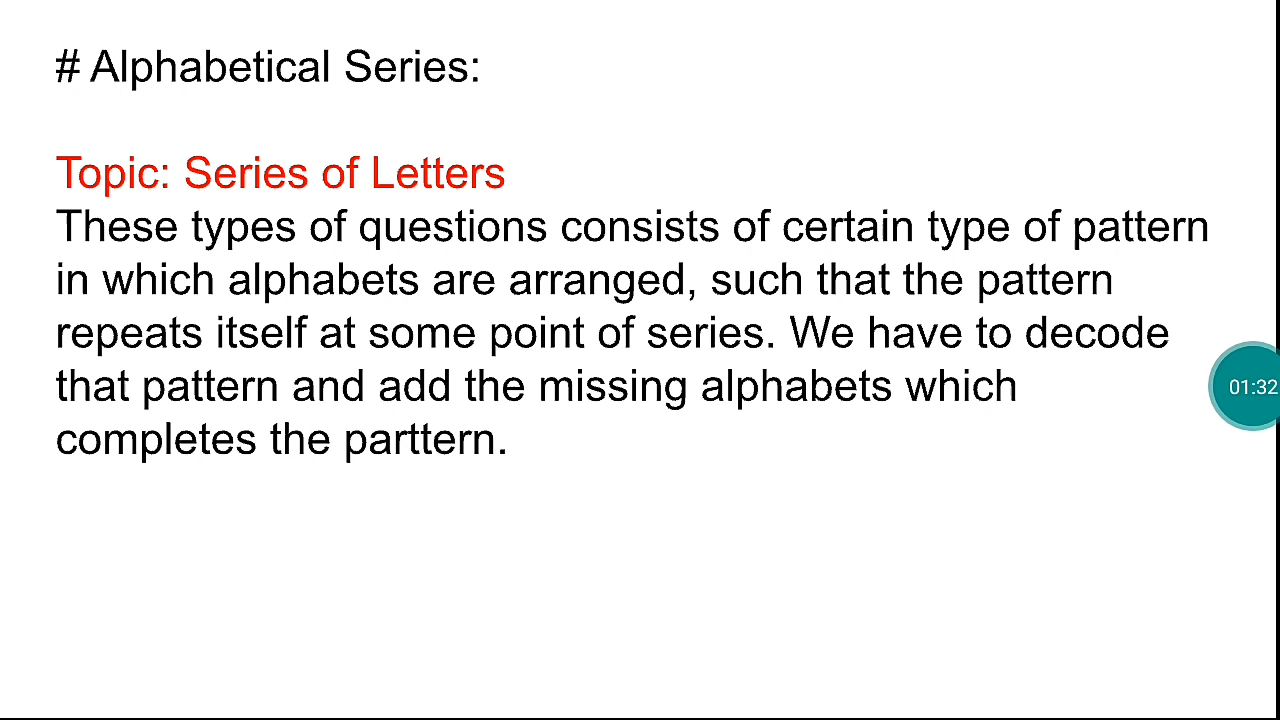 # Alphabetical Series:
Topic: Series of Letters
These types of questions consists of certain type of pattern
in which alphabets are arranged, such that the pattern
repeats itself at some point of series. We have to decode
that pattern and add the missing alphabets which
completes the parttern.
01:32